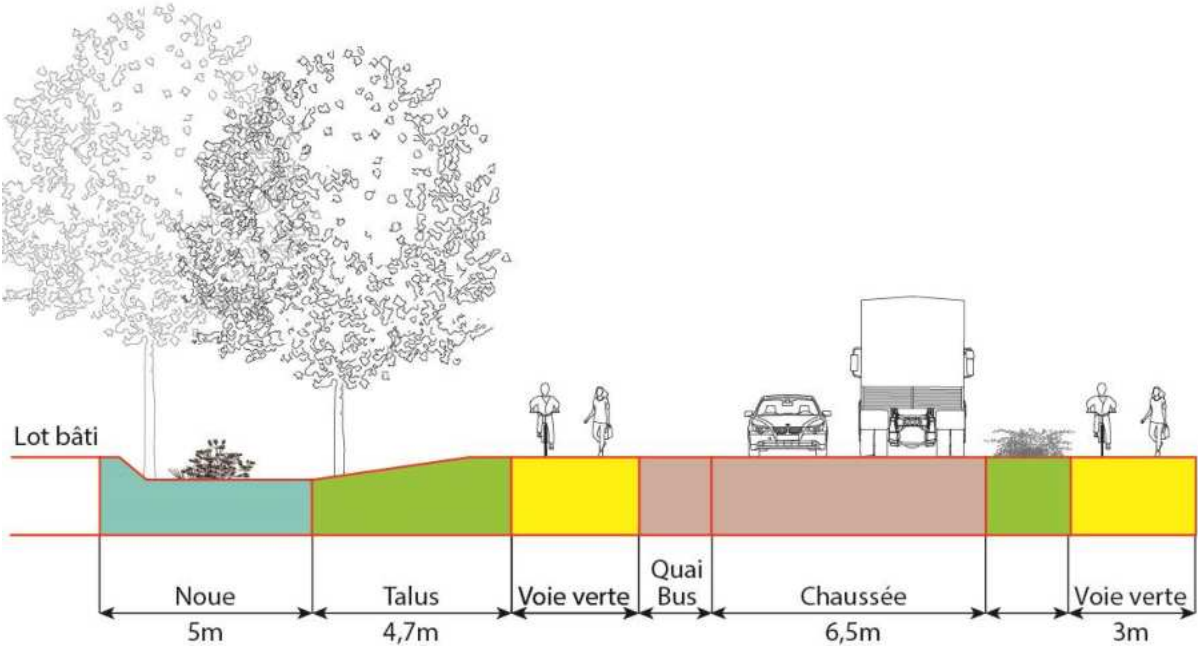 Lot bâti
Noue
5m
Talus
4,7m
Voie verte
Quai
Bus
Chaussée
6,5m
Voie verte
3m